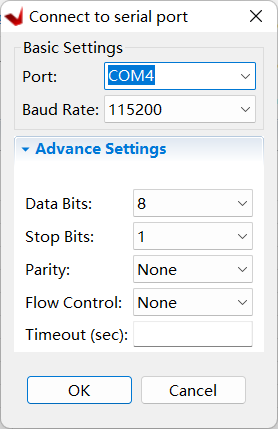 Connect to serial port
Basic Settings
Port: COM4
Baud Rate: 115200
Advance Settings
Data Bits: 8
Stop Bits: 1
Parity: None
Flow Control: None
Timeout (sec):
OK Cancel